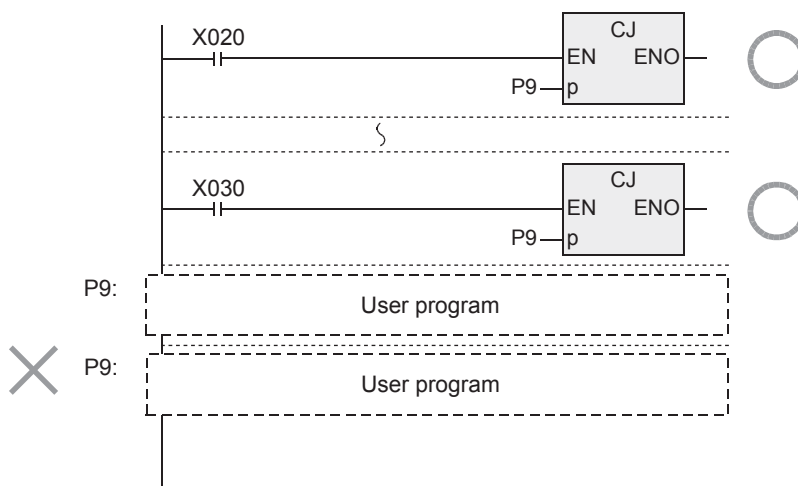 X020
CJ
EN ENO
P9 p
X030
CJ
EN ENO
P9 p
P9:
User program
P9:
User program